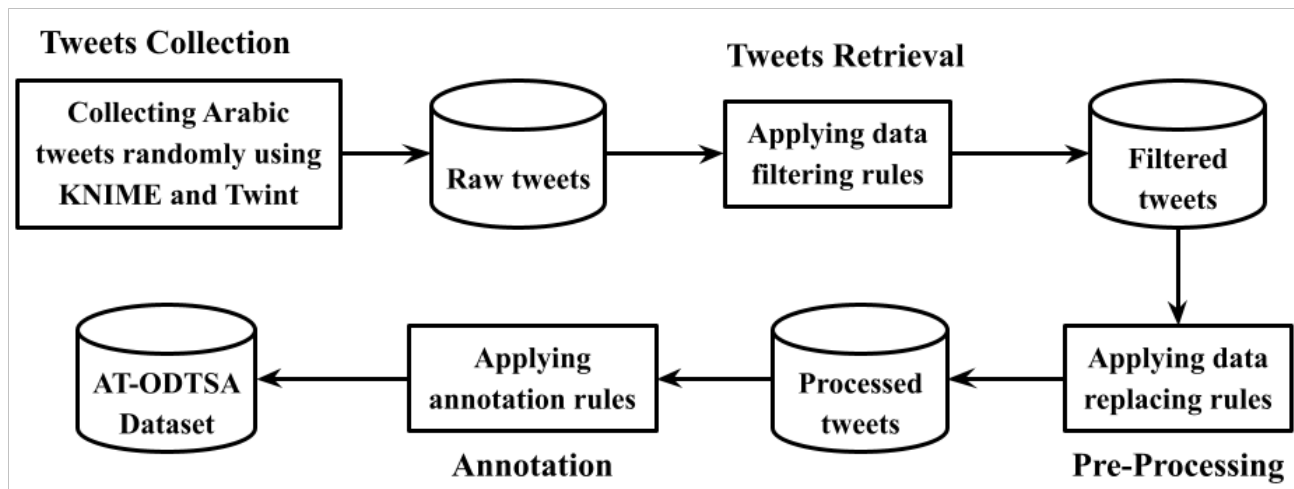 Tweets Collection
Collecting Arabic
tweets randomly using
KNIME and Twint
Raw tweets
Tweets Retrieval
Applying data
filtering rules
Filtered
tweets
Applying data
replacing rules
Pre-Processing
Processed
tweets
Applying
annotation rules
Annotation
AT-ODTSA
Dataset